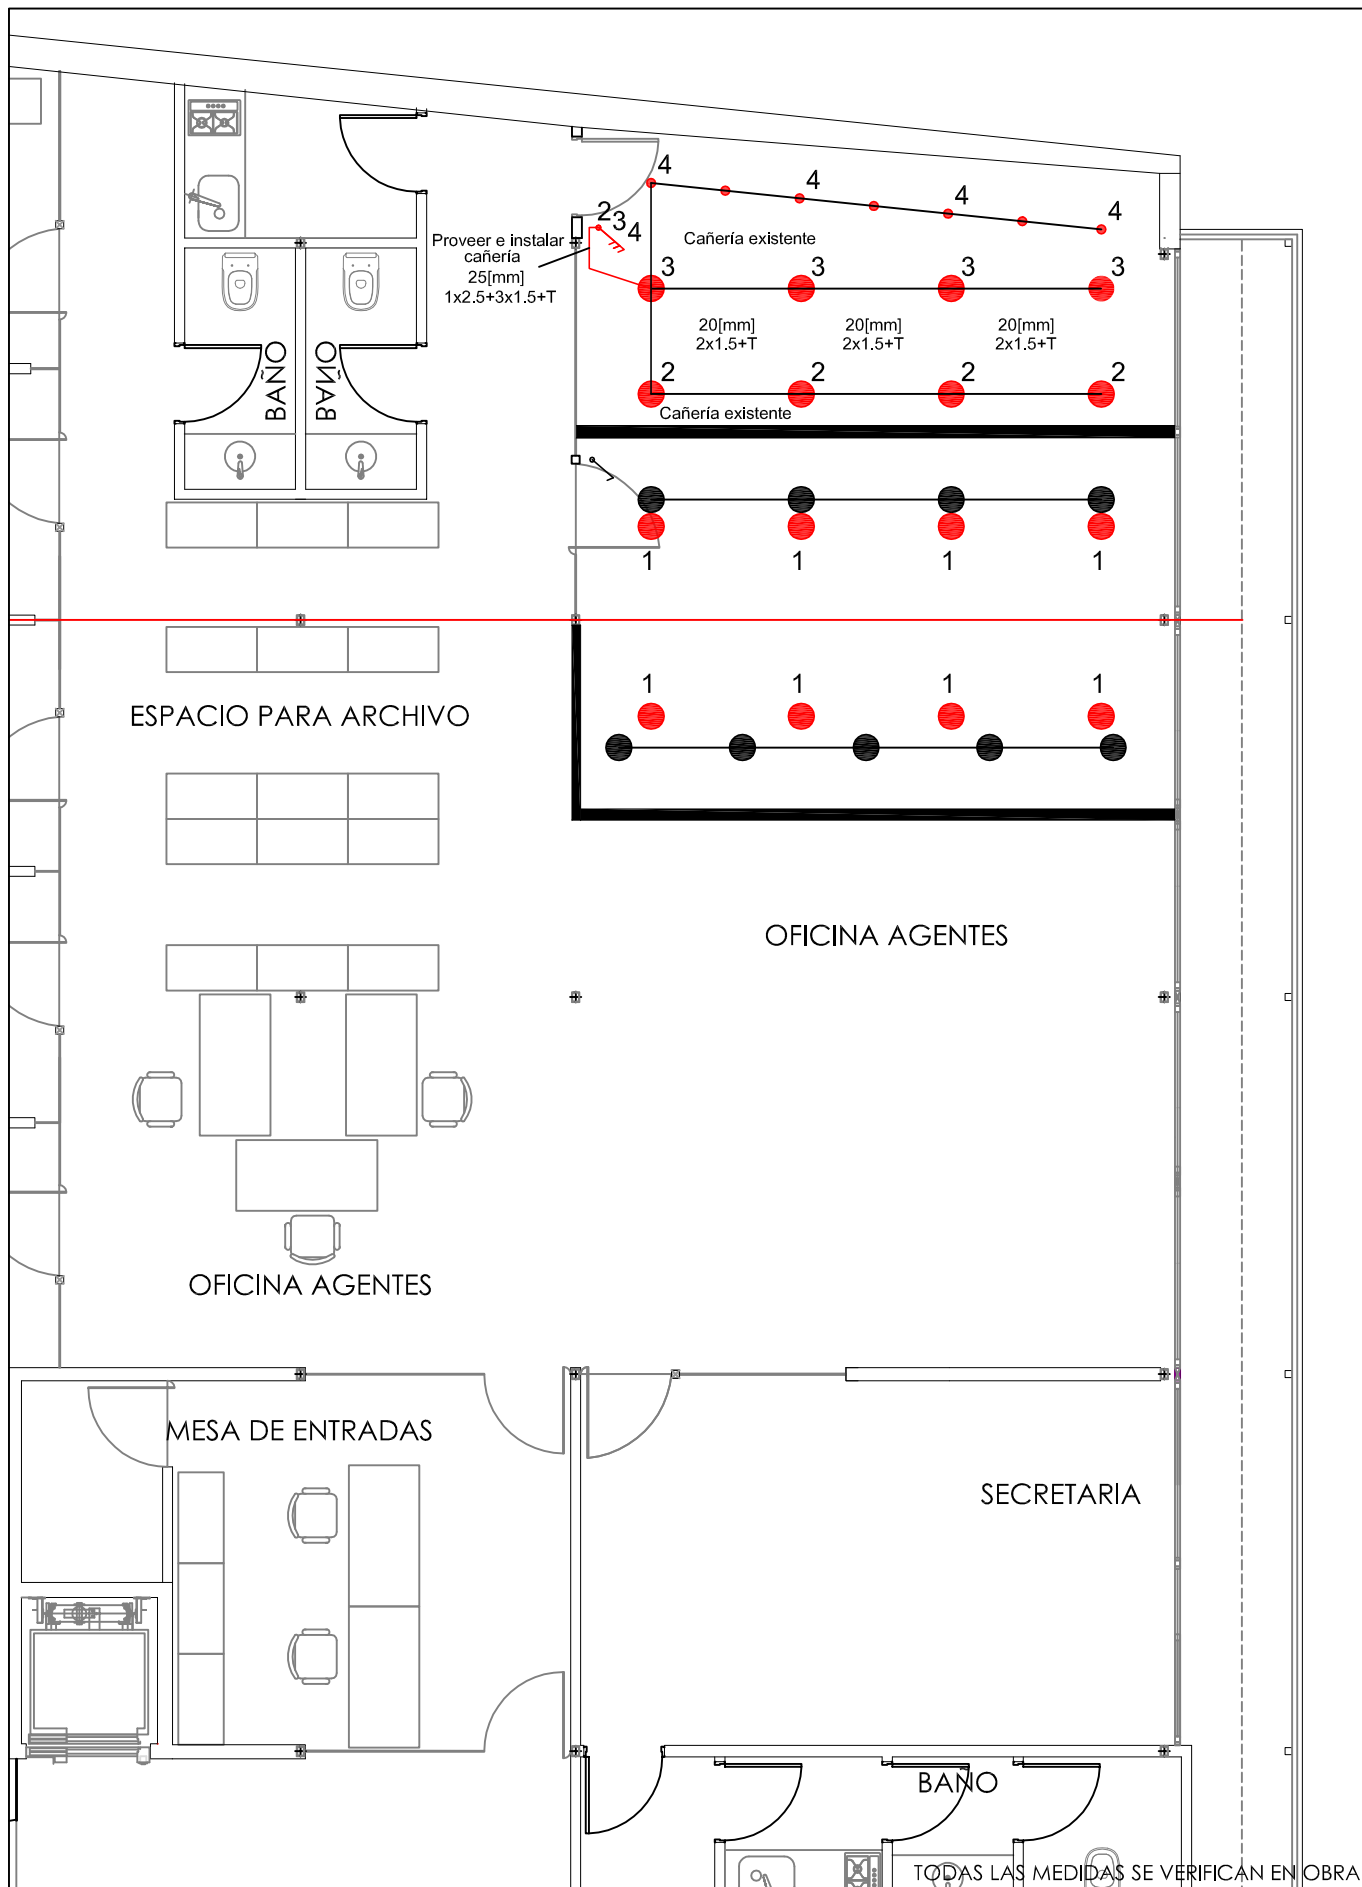 4
4
4
4
2
3
4
Proveer e instalar
cañería
25[mm]
1x2.5+3x1.5+T
Cañería existente
3
3
3
3
20[mm]
2x1.5+T
20[mm]
2x1.5+T
20[mm]
2x1.5+T
2
2
2
2
Cañería existente
BAÑO
BAÑO
1
1
1
1
1
1
1
1
ESPACIO PARA ARCHIVO
OFICINA AGENTES
OFICINA AGENTES
MESA DE ENTRADAS
SECRETARIA
BAÑO
TODAS LAS MEDIDAS SE VERIFICAN EN OBRA